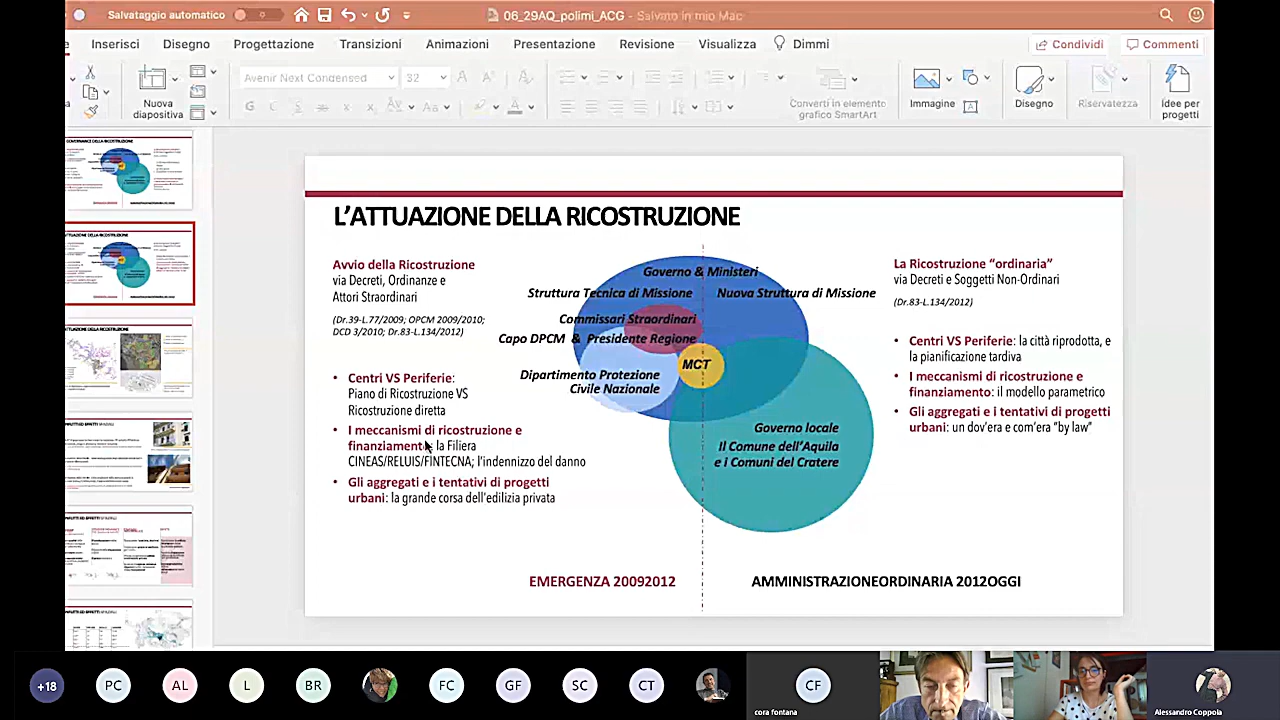 Salvataggio automatico
06_29AQ_polimi_ACG - Salvato in mio Mac
Inserisci Disegno Progettazione Transizioni Animazioni Presentazione Revisione Visualizza Dimmi
Condividi Commenti
Nuova diapositiva
Avenir Next Condensed 32
G C S
Converti in elemento grafico SmartArt
Immagine
Disegno
Riservatezza
Idee per progetti
L'ATTUAZIONE DELLA RICOSTRUZIONE
Avvio della Ricostruzione
via Decreti, Ordinanze e
Attori Straordinari
(Dr.39-L.77/2009; OPCM 2009/2010;
DCD 3/2010; Dr.83-L.134/2012)
Centri VS Periferie:
Piano di Ricostruzione VS
Ricostruzione diretta
• I meccanismi di ricostruzione e
filiera
CINEAS/RELUIS/FINTECNA; l'indennizzo del danno
• Gli aggregati e i tentativi di progetti
urbani: la grande corsa dell'edilizia privata
Governo & Ministeri
Struttura Tecnica di Missione
Nuova Struttura di Missione
Commissari Straordinari
Capo DPCM & Presidente Regione
MCT
Dipartimento Protezione
Civile Nazionale
Governo locale
Il Comune dell'Aquila
e i Comuni del Cratere
La Ricostruzione "ordinaria"
via Decreti e Soggetti Non-Ordinari
(Dr.83-L.134/2012)
• Centri VS Periferie: la città riprodotta, e
la pianificazione tardiva
• I meccanismi di ricostruzione e
finanziamento: il modello parametrico
• Gli aggregati e i tentativi di progetti
urbani: un dov'era e com'era "by law"
EMERGENZA 20092012
AMMINISTRAZIONEORDINARIA 2012OGGI
+18 PC AL L BR FC GF SC CT CF
cora fontana
Alessandro Coppola